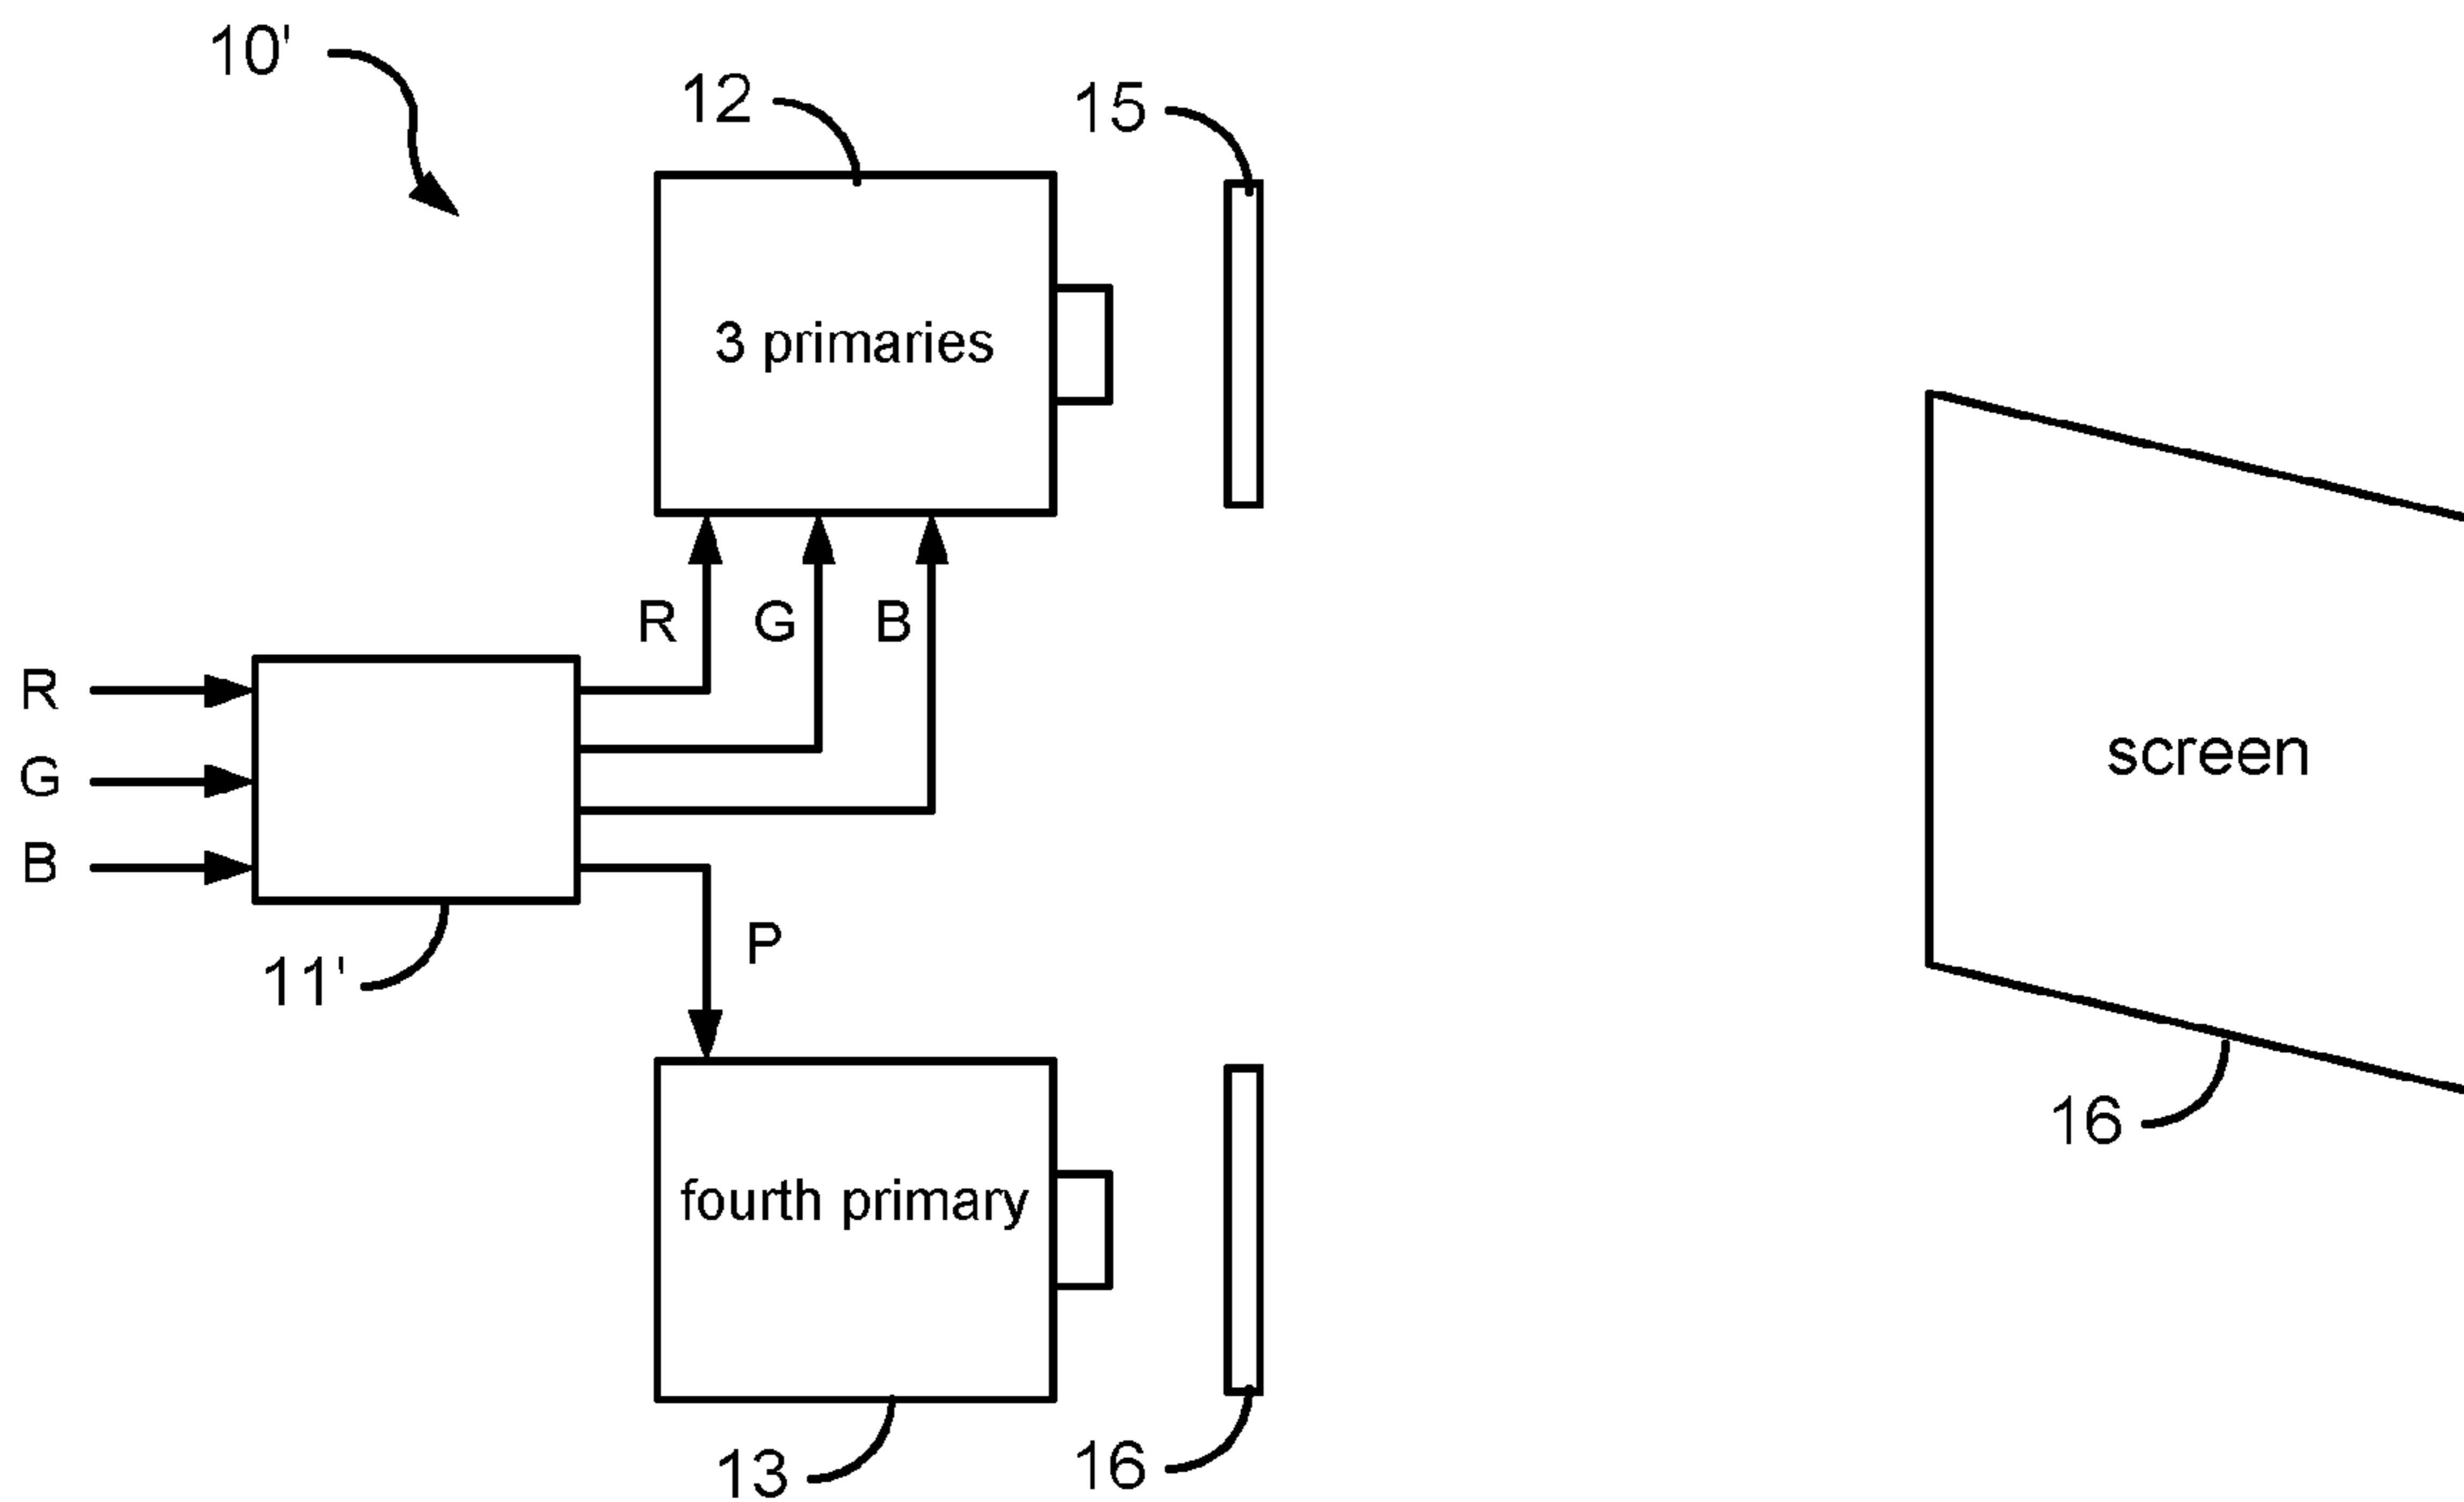 10'
12
15
3 primaries
R G B
R
G
B
screen
P
11'
16
fourth primary
13
16